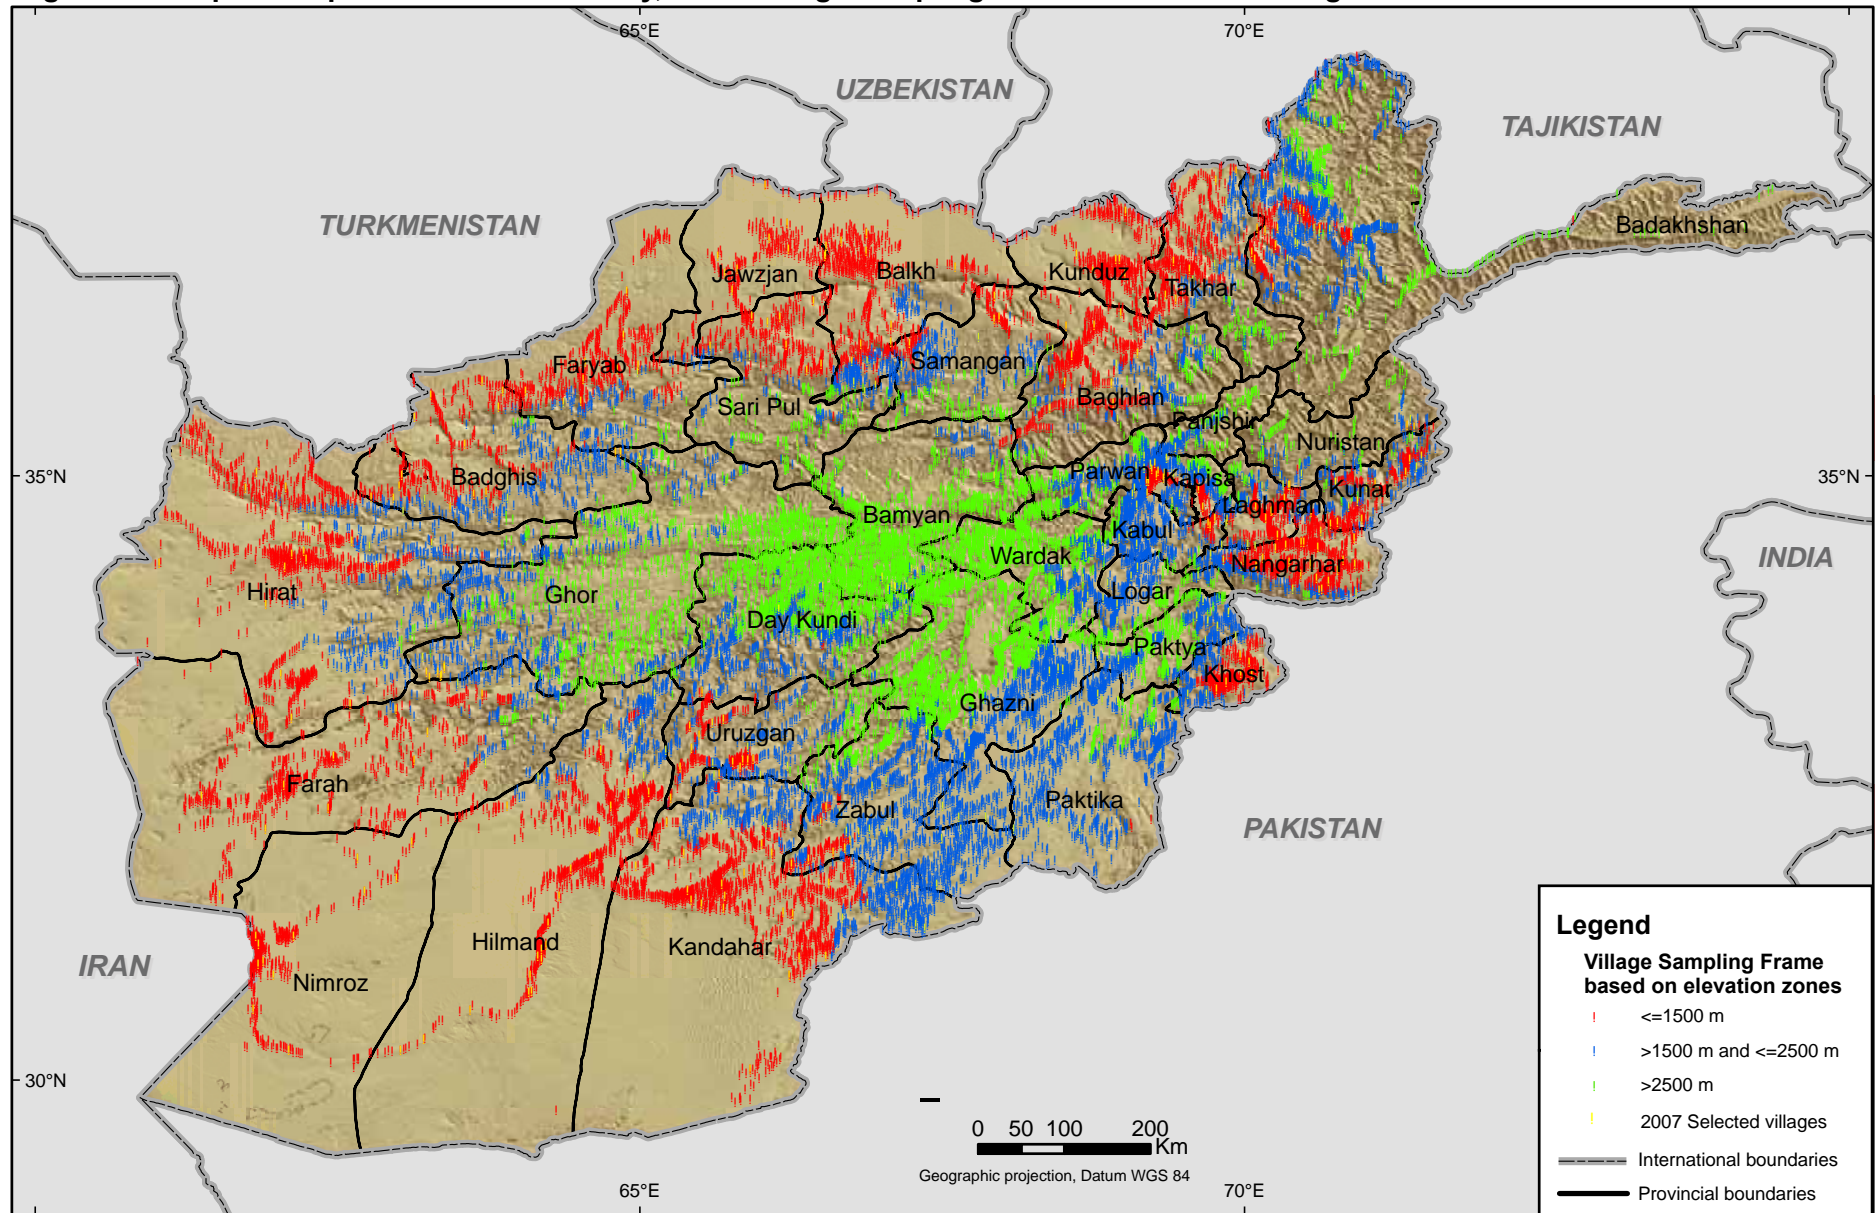 65°E
70°E
UZBEKISTAN
TAJIKISTAN
TURKMENISTAN
Badakhshan
Jawzjan
Balkh
Kunduz
Takhar
Faryab
Samangan
Sari Pul
Baghlan
Panjshir
Nuristan
35°N
Badghis
Parwan
Kapisa
Kunar
35°N
Laghman
Bamyan
Kabul
Wardak
Nangarhar
INDIA
Hirat
Ghor
Logar
Day Kundi
Paktya
Khost
Ghazni
Uruzgan
Farah
Zabul
Paktika
PAKISTAN
Hilmand
Kandahar
IRAN
Nimroz
30°N
0 50 100 200
Km
Geographic projection, Datum WGS 84
65°E
70°E
Legend
Village Sampling Frame
based on elevation zones
<=1500 m
>1500 m and <=2500 m
>2500 m
2007 Selected villages
International boundaries
Provincial boundaries